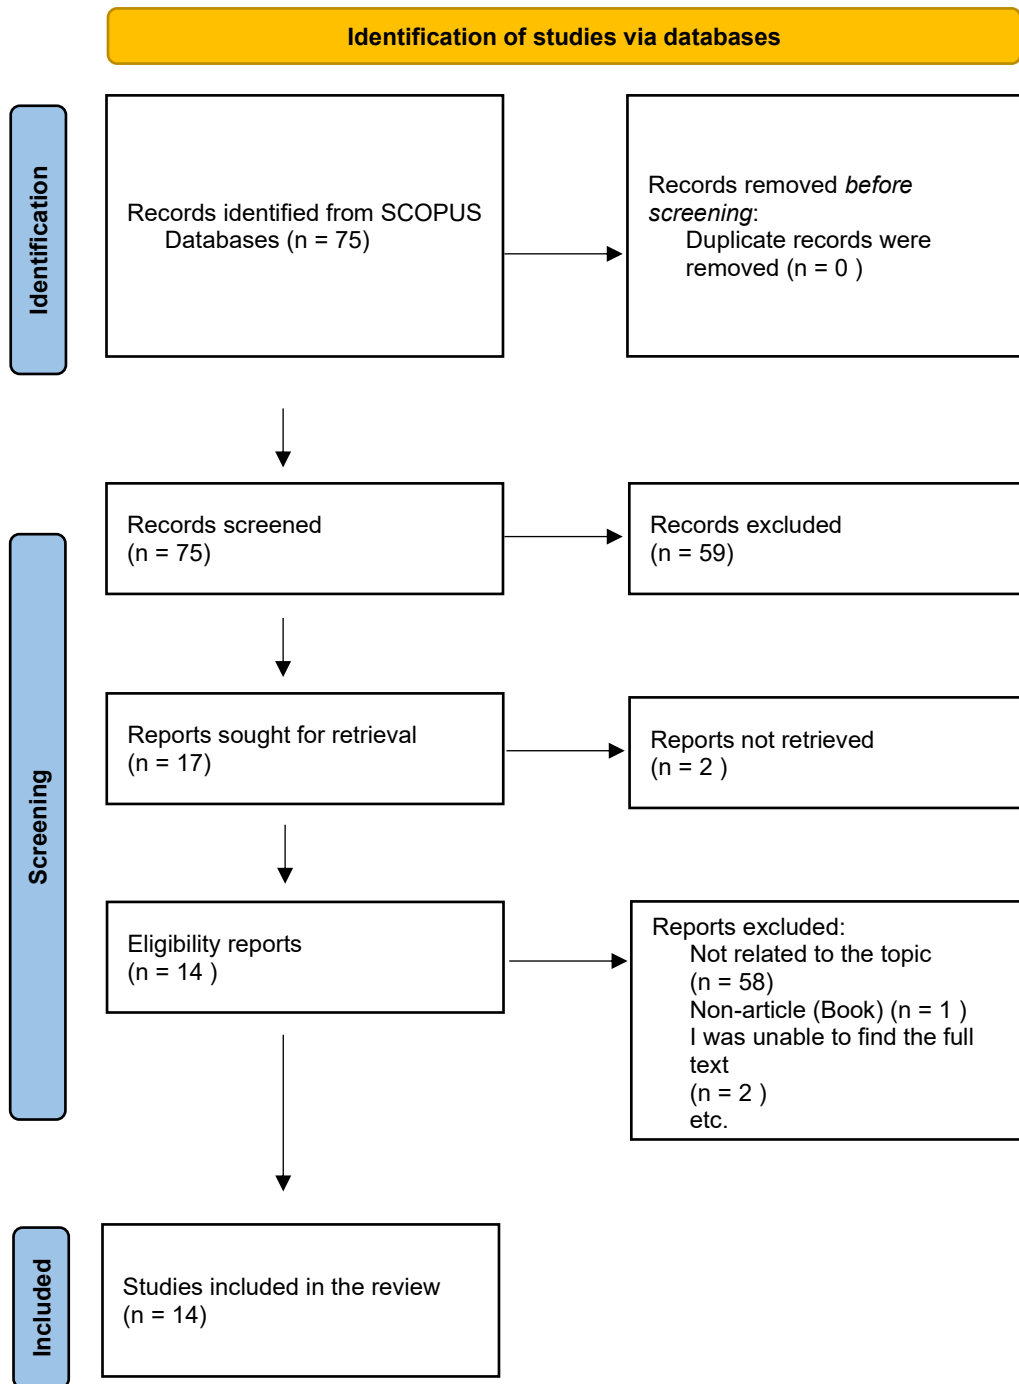 Identification of studies via databases
Identification
Records identified from SCOPUS
Databases (n = 75)
Records removed before
screening:
Duplicate records were
removed (n = 0 )
Screening
Records screened
(n = 75)
Records excluded
(n = 59)
Reports sought for retrieval
(n = 17)
Reports not retrieved
(n = 2 )
Eligibility reports
(n = 14 )
Reports excluded:
Not related to the topic
(n = 58)
Non-article (Book) (n = 1 )
I was unable to find the full
text
(n = 2 )
etc.
Included
Studies included in the review
(n = 14)